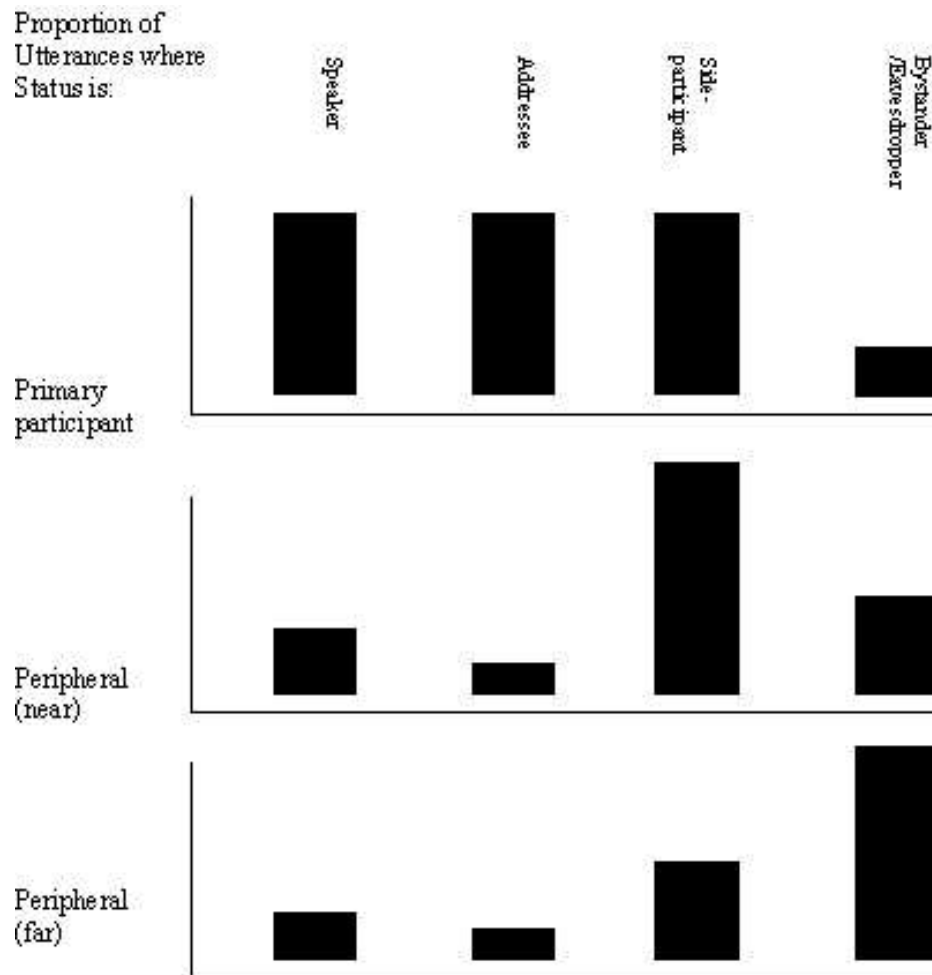 Proportion of
Utterances where
Status is:
Speaker
Addressee
Side-
participant
Bystander
/Eavesdropper
Primary
participant
Peripheral
(near)
Peripheral
(far)